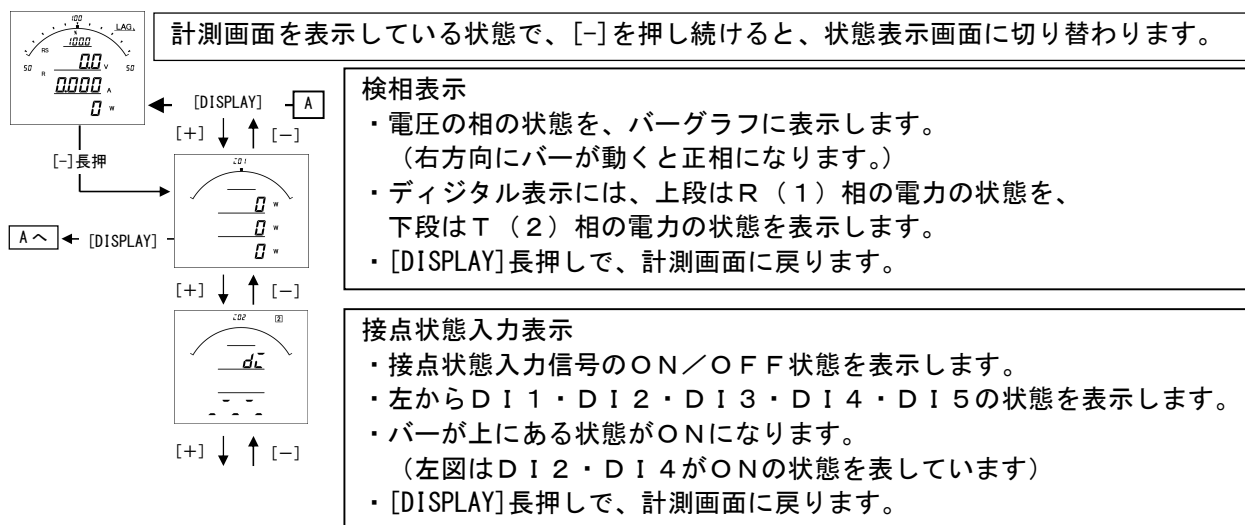 計測画面を表示している状態で、[-]を押し続けると、状態表示画面に切り替わります。
100
LAG.
N
100.0
RS
50
R
0.0 V
50
0.000 A
0 W
[DISPLAY]
A
[+]
[-]
[-]長押
検相表示
・電圧の相の状態を、バーグラフに表示します。
（右方向にバーが動くと正相になります。）
・ディジタル表示には、上段はR（１）相の電力の状態を、
下段はT（２）相の電力の状態を表示します。
・[DISPLAY]長押しで、計測画面に戻ります。
0 W
0 W
0 W
Aへ
[DISPLAY]
[+]
[-]
2
di
[+]
[-]
接点状態入力表示
・接点状態入力信号のＯＮ／ＯＦＦ状態を表示します。
・左からＤＩ１・ＤＩ２・ＤＩ３・ＤＩ４・ＤＩ５の状態を表示します。
・バーが上にある状態がＯＮになります。
（左図はＤＩ２・ＤＩ４がＯＮの状態を表しています）
・[DISPLAY]長押しで、計測画面に戻ります。